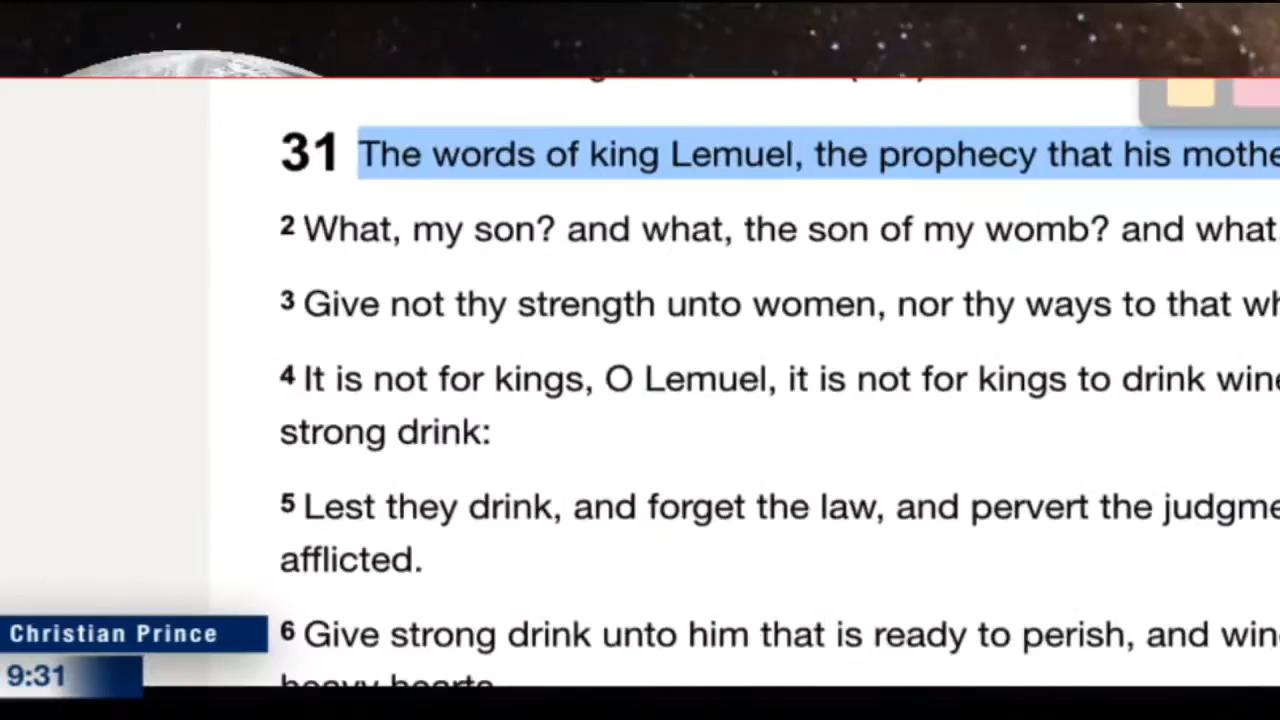 31 The words of king Lemuel, the prophecy that his mothe
2 What, my son? and what, the son of my womb? and what
3 Give not thy strength unto women, nor thy ways to that wh
4 It is not for kings, O Lemuel, it is not for kings to drink wine
strong drink:
5 Lest they drink, and forget the law, and pervert the judgme
afflicted.
6 Give strong drink unto him that is ready to perish, and win
heavy hearts
Christian Prince
9:31